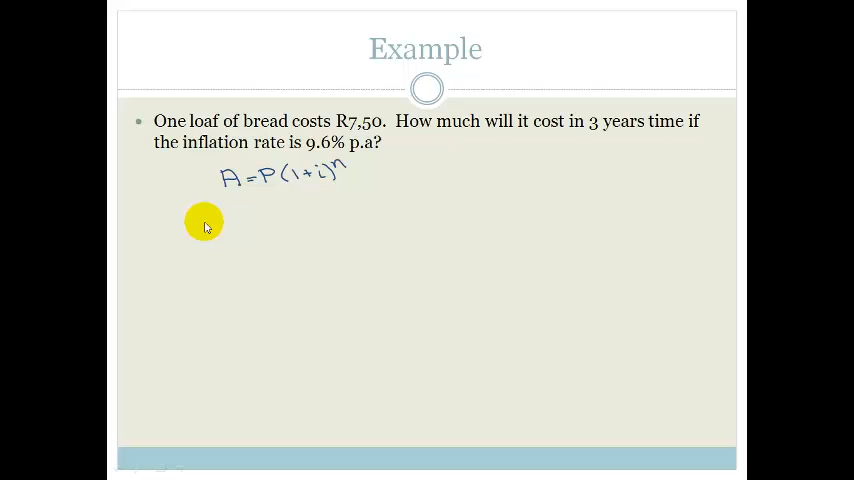 Example
One loaf of bread costs R7,50. How much will it cost in 3 years time if
the inflation rate is 9.6% p.a?
A=P(1+i)^n